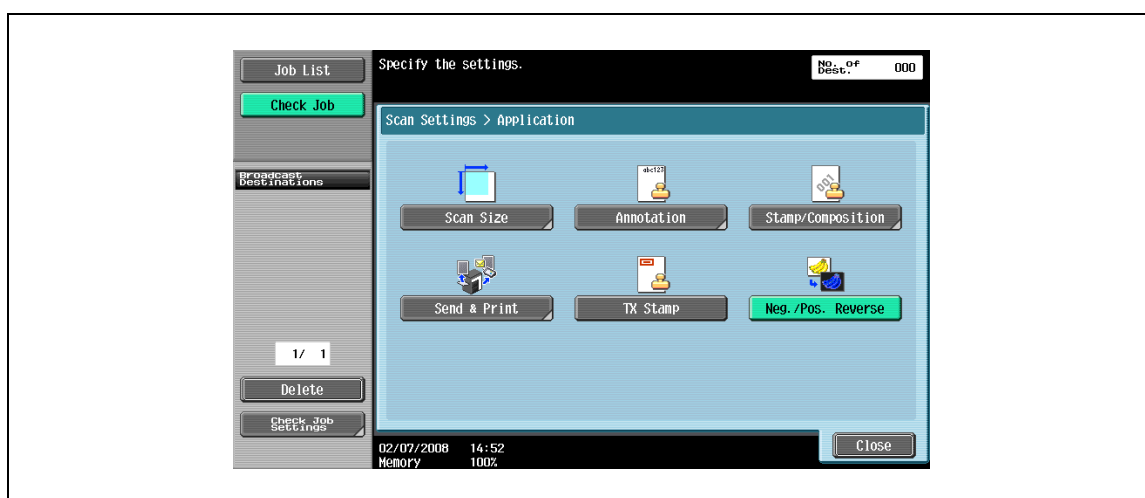 Job List
Check Job
Specify the settings.
No. of
Dest.
000
Scan Settings > Application
Broadcast
Destinations
abc123
001
Scan Size
Annotation
Stamp/Composition
Send & Print
TX Stamp
Neg./Pos. Reverse
1/ 1
Delete
Check Job
Settings
02/07/2008 14:52
Memory 100%
Close